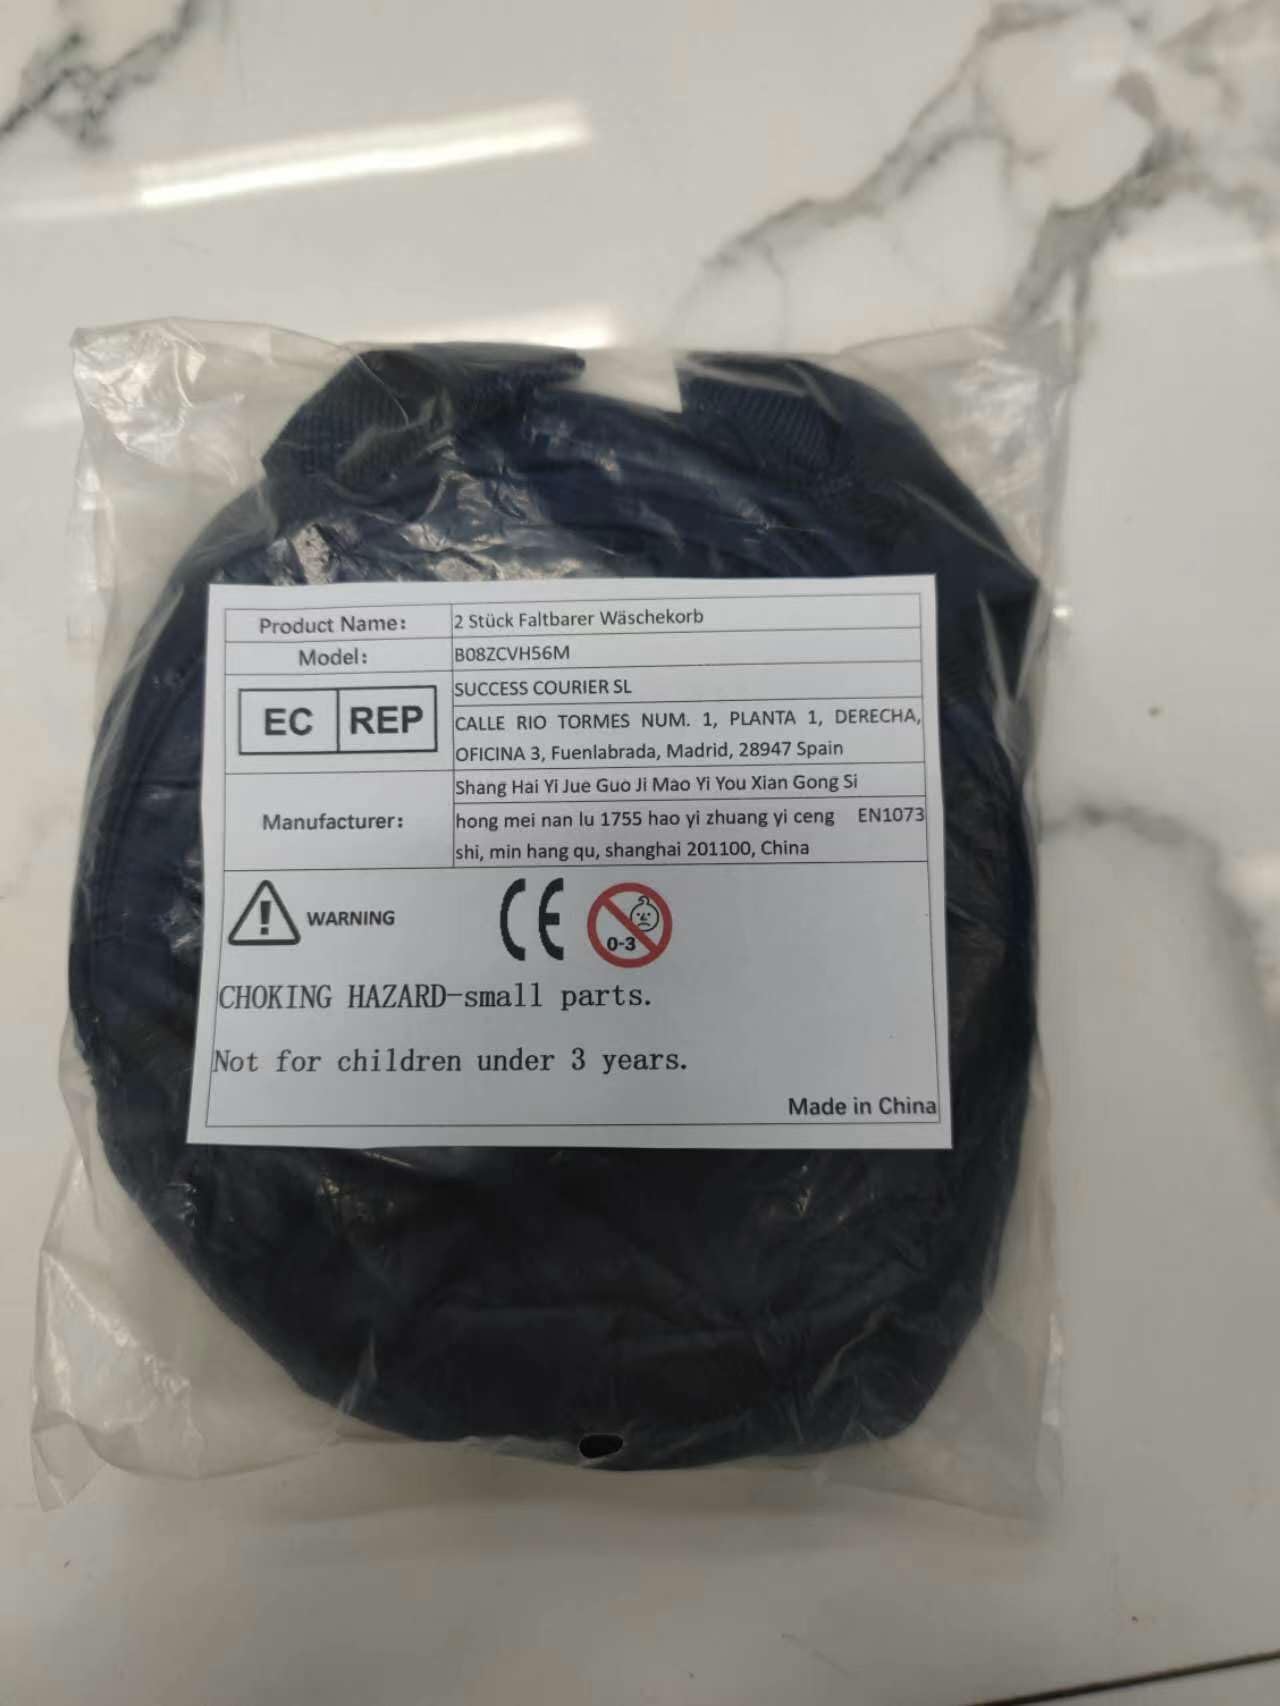 Product Name: 2 Stück Faltbarer Wäschekorb
Model: B08ZCVH56M
EC REP
SUCCESS COURIER SL
CALLE RIO TORMES NUM. 1, PLANTA 1, DERECHA,
OFICINA 3, Fuenlabrada, Madrid, 28947 Spain
Manufacturer:
Shang Hai Yi Jue Guo Ji Mao Yi You Xian Gong Si
hong mei nan lu 1755 hao yi zhuang yi ceng EN1073
shi, min hang qu, shanghai 201100, China
! WARNING CE 0-3
CHOKING HAZARD-small parts.
Not for children under 3 years.
Made in China